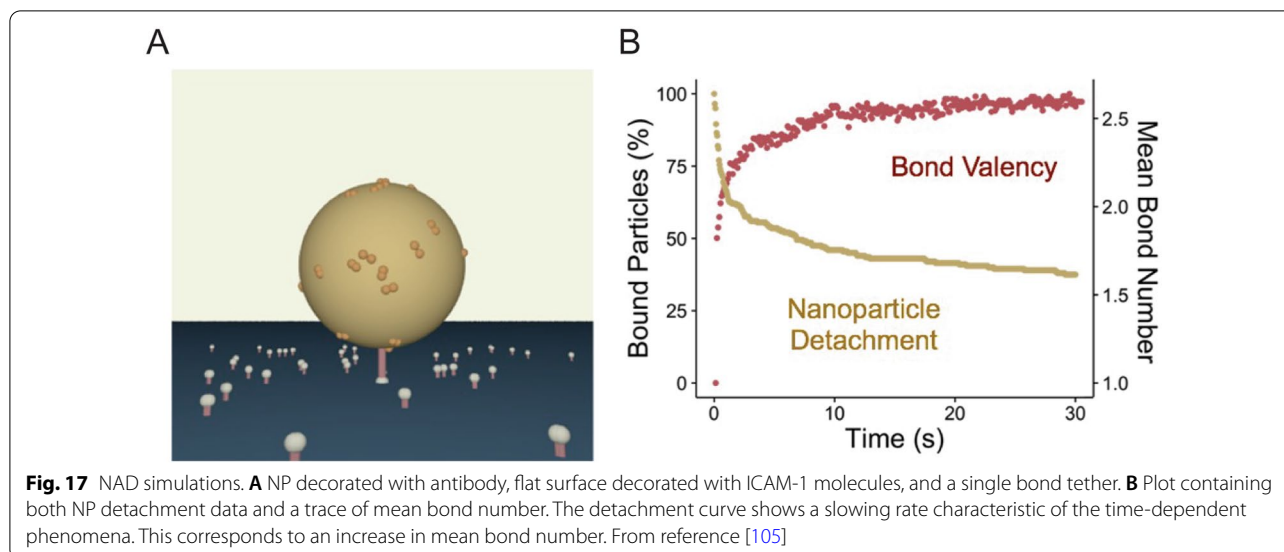 A
B
Bound Particles (%)
100
75
50
25
0
Bond Valency
Nanoparticle
Detachment
2.5
2.0
1.5
1.0
Mean Bond Number
0
10
20
30
Time (s)
Fig. 17 NAD simulations. A NP decorated with antibody, flat surface decorated with ICAM-1 molecules, and a single bond tether. B Plot containing
both NP detachment data and a trace of mean bond number. The detachment curve shows a slowing rate characteristic of the time-dependent
phenomena. This corresponds to an increase in mean bond number. From reference [105]